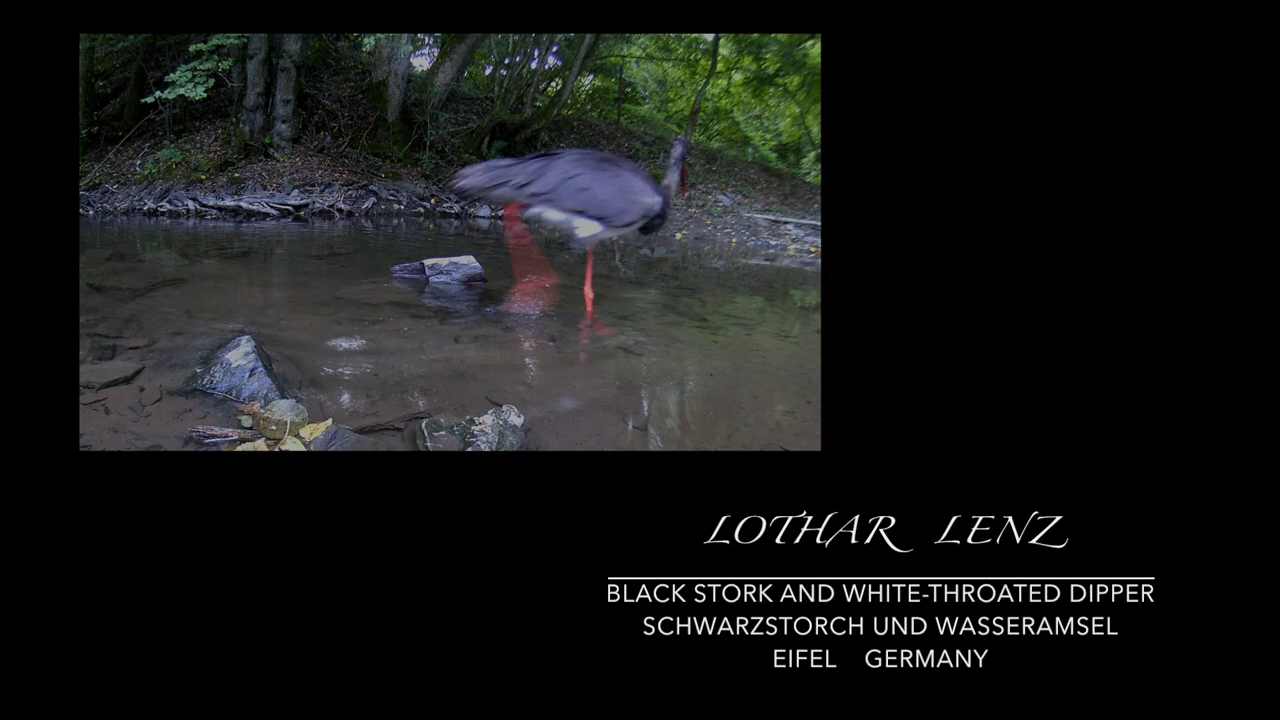 LOTHAR LENZ
BLACK STORK AND WHITE-THROATED DIPPER
SCHWARZSTORCH UND WASSERAMSEL
EIFEL GERMANY